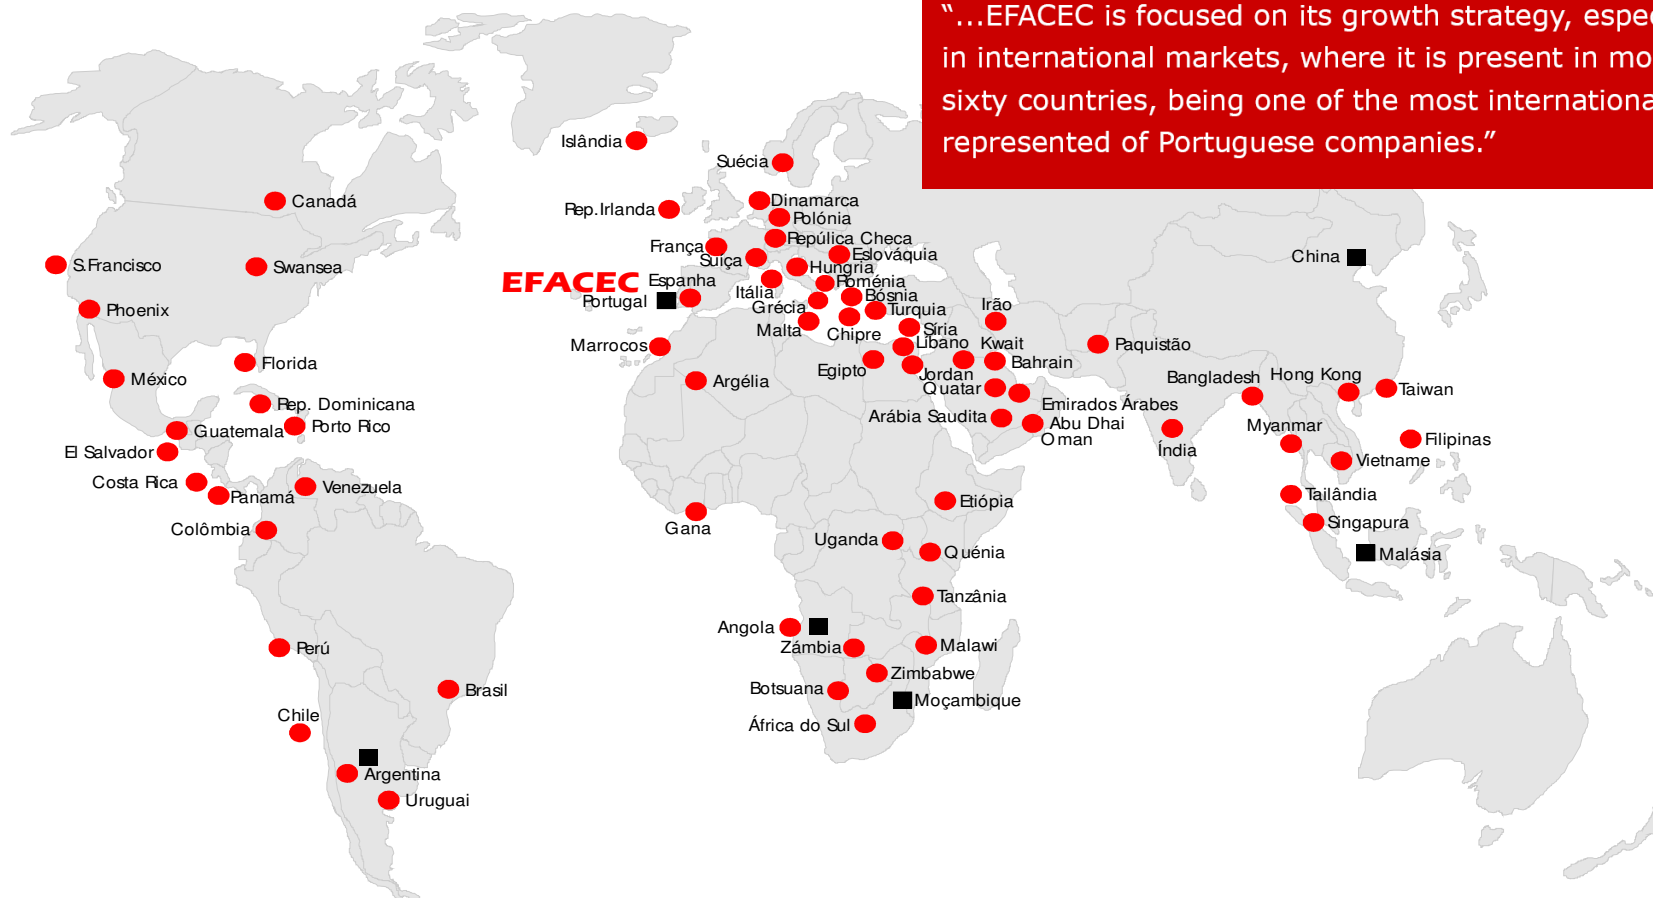 “...EFACEC is focused on its growth strategy, espec
in international markets, where it is present in mo
sixty countries, being one of the most internationa
represented of Portuguese companies.”
Islândia
Suécia
Canadá
Dinamarca
Rep.Irlanda
Polónia
França
Repúlica Checa
Eslováquia
Suiça
Hungria
China
S.Francisco
Swansea
EFACEC
Espanha
Portugal
Itália
Roménia
Bósnia
Grécia
Turquia
Irão
Phoenix
Malta
Chipre
Síria
Líbano
Kwait
Marrocos
Paquistão
Florida
Egipto
Jordan
Bahrain
México
Argélia
Quatar
Bangladesh
Hong Kong
Taiwan
Rep. Dominicana
Emirados Árabes
Arábia Saudita
Abu Dhai
Oman
Guatemala
Porto Rico
Índia
Myanmar
Filipinas
El Salvador
Vietname
Costa Rica
Panamá
Venezuela
Tailândia
Etiópia
Gana
Singapura
Colômbia
Uganda
Quénia
Malásia
Tanzânia
Angola
Zámbia
Malawi
Perú
Zimbabwe
Brasil
Botsuana
Moçambique
Chile
África do Sul
Argentina
Uruguai